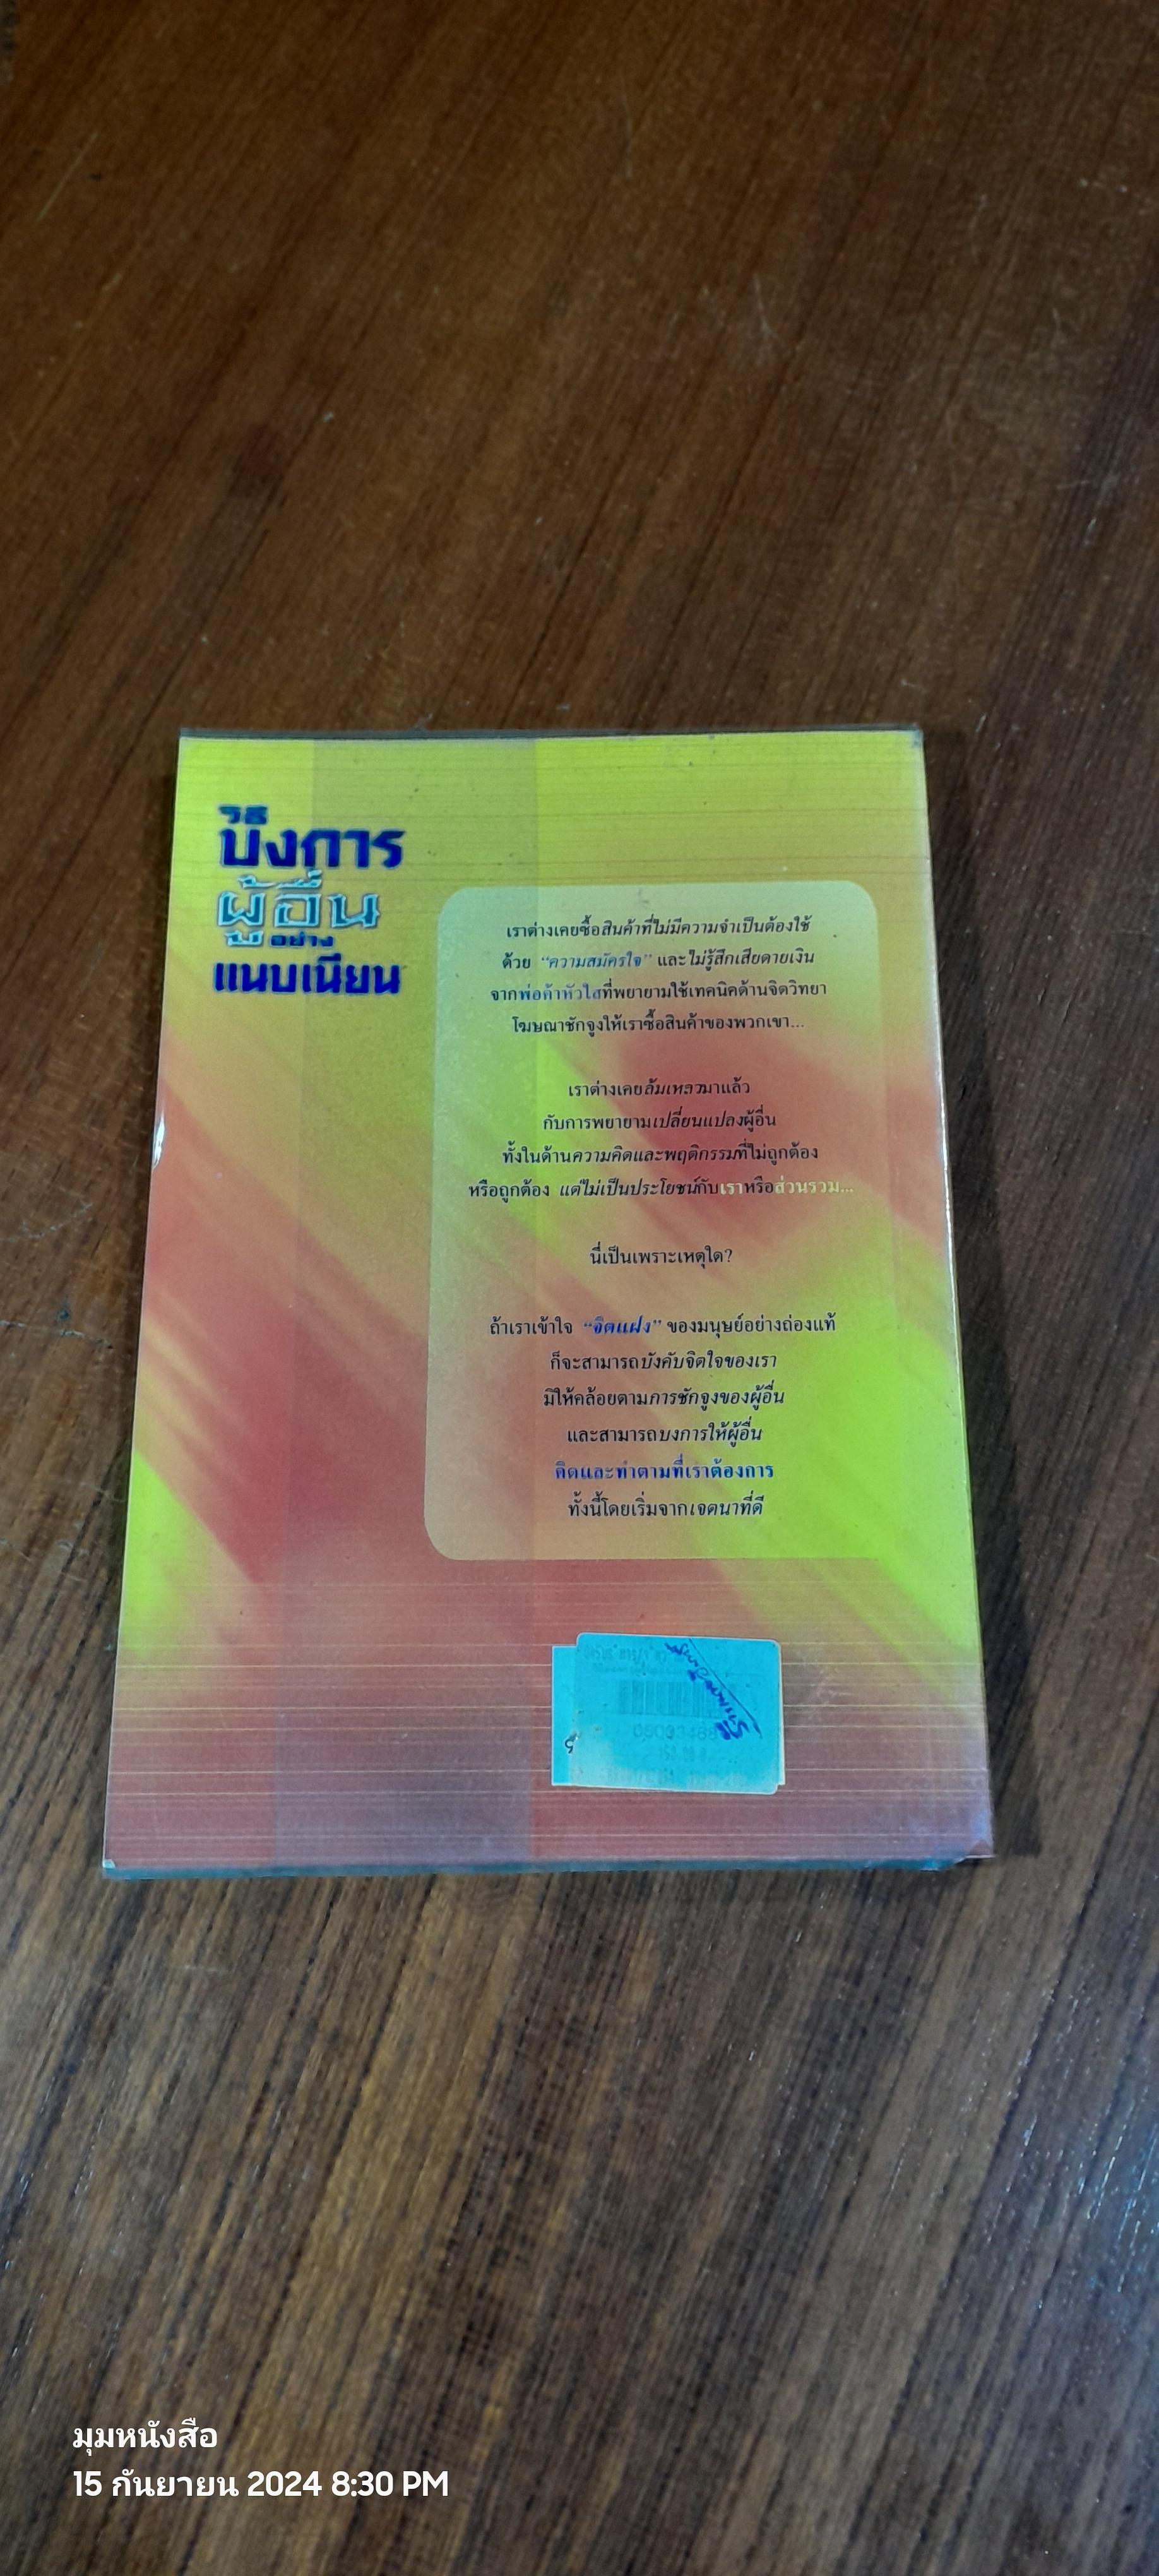 วิธี
บงการ
ผู้อื่น
อย่าง
แนบเนียน
เราต่างเคยซื้อสินค้าที่ไม่มีความจำเป็นต้องใช้
ด้วย “ความสมัครใจ” และไม่รู้สึกเสียดายเงิน
จากพ่อค้าหัวใสที่พยายามใช้เทคนิคด้านจิตวิทยา
โฆษณาชักจูงให้เราซื้อสินค้าของพวกเขา...
เราต่างเคยล้มเหลวมาแล้ว
กับการพยายามเปลี่ยนแปลงผู้อื่น
ทั้งในด้านความคิดและพฤติกรรมที่ไม่ถูกต้อง
หรือถูกต้อง แต่ไม่เป็นประโยชน์กับเราหรือส่วนรวม...
นี่เป็นเพราะเหตุใด?
ถ้าเราเข้าใจ “จิตแฝง” ของมนุษย์อย่างถ่องแท้
ก็จะสามารถบังคับจิตใจของเรา
มิให้คล้อยตามการชักจูงของผู้อื่น
และสามารถบงการให้ผู้อื่น
คิดและทำตามที่เราต้องการ
ทั้งนี้โดยเริ่มจากเจตนาที่ดี
มุมหนังสือ
15 กันยายน 2024 8:30 PM